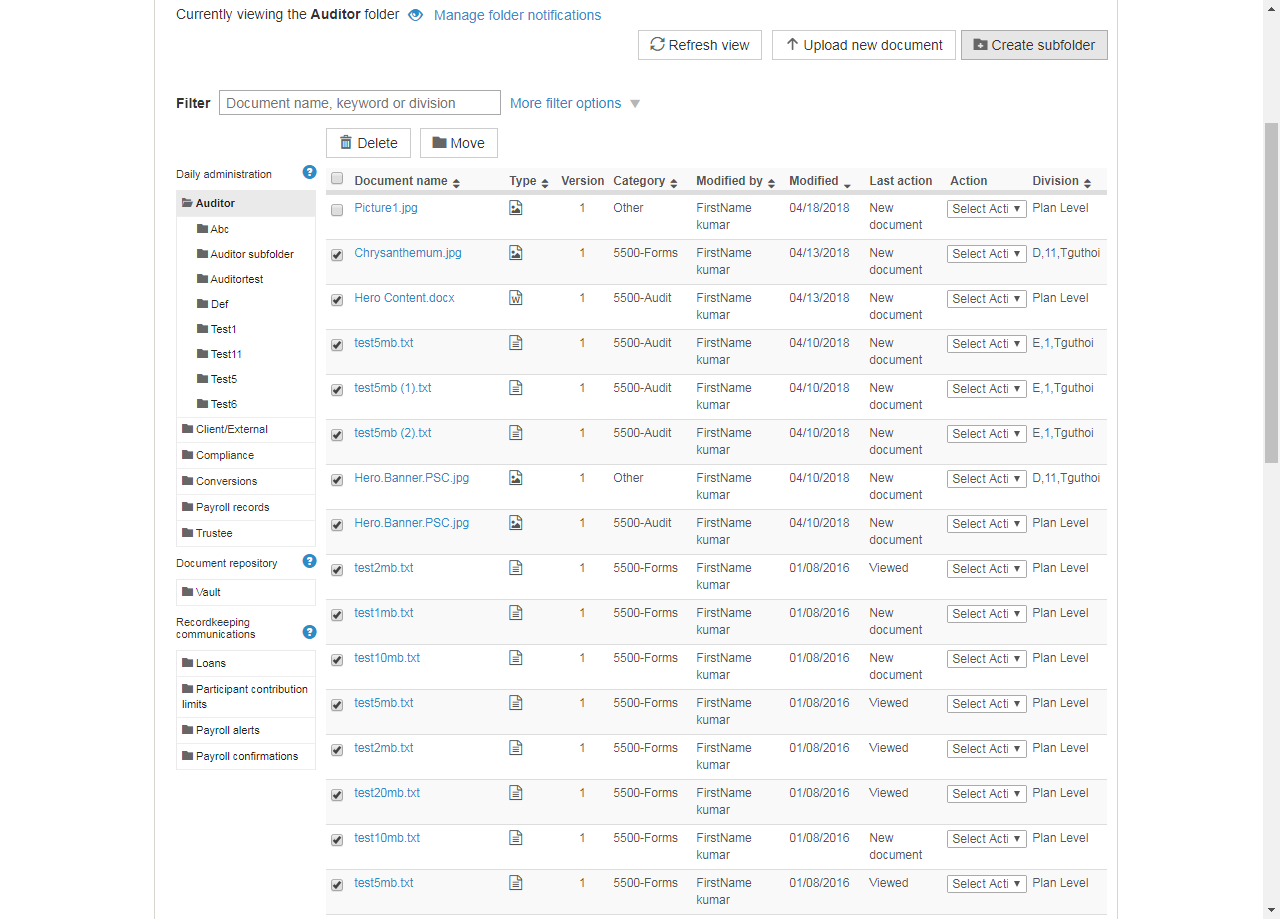 Currently viewing the Auditor folder Manage folder notifications
Refresh view Upload new document Create subfolder
Filter Document name, keyword or division More filter options
Delete Move
Daily administration
Auditor
Abc
Auditor subfolder
Auditortest
Def
Test1
Test11
Test5
Test6
Client/External
Compliance
Conversions
Payroll records
Trustee
Document repository
Vault
Recordkeeping
communications
Loans
Participant contribution
limits
Payroll alerts
Payroll confirmations
Document name Type Version Category Modified by Modified Last action Action Division
Picture1.jpg 1 Other FirstName 04/18/2018 New Select Acti Plan Level
kumar document
Chrysanthemum.jpg 1 5500-Forms FirstName 04/13/2018 New Select Acti D,11,Tguthoi
kumar document
Hero Content.docx 1 5500-Audit FirstName 04/13/2018 New Select Acti Plan Level
kumar document
test5mb.txt 1 5500-Audit FirstName 04/10/2018 New Select Acti E,1,Tguthoi
kumar document
test5mb (1).txt 1 5500-Audit FirstName 04/10/2018 New Select Acti E,1,Tguthoi
kumar document
test5mb (2).txt 1 5500-Audit FirstName 04/10/2018 New Select Acti E,1,Tguthoi
kumar document
Hero.Banner.PSC.jpg 1 Other FirstName 04/10/2018 New Select Acti D,11,Tguthoi
kumar document
Hero.Banner.PSC.jpg 1 5500-Audit FirstName 04/10/2018 New Select Acti Plan Level
kumar document
test2mb.txt 1 5500-Forms FirstName 01/08/2016 Viewed Select Acti Plan Level
kumar
test1mb.txt 1 5500-Forms FirstName 01/08/2016 New Select Acti Plan Level
kumar document
test10mb.txt 1 5500-Forms FirstName 01/08/2016 New Select Acti Plan Level
kumar document
test5mb.txt 1 5500-Forms FirstName 01/08/2016 Viewed Select Acti Plan Level
kumar
test2mb.txt 1 5500-Forms FirstName 01/08/2016 Viewed Select Acti Plan Level
kumar
test20mb.txt 1 5500-Forms FirstName 01/08/2016 Viewed Select Acti Plan Level
kumar
test10mb.txt 1 5500-Forms FirstName 01/08/2016 New Select Acti Plan Level
kumar document
test5mb.txt 1 5500-Forms FirstName 01/08/2016 Viewed Select Acti Plan Level
kumar